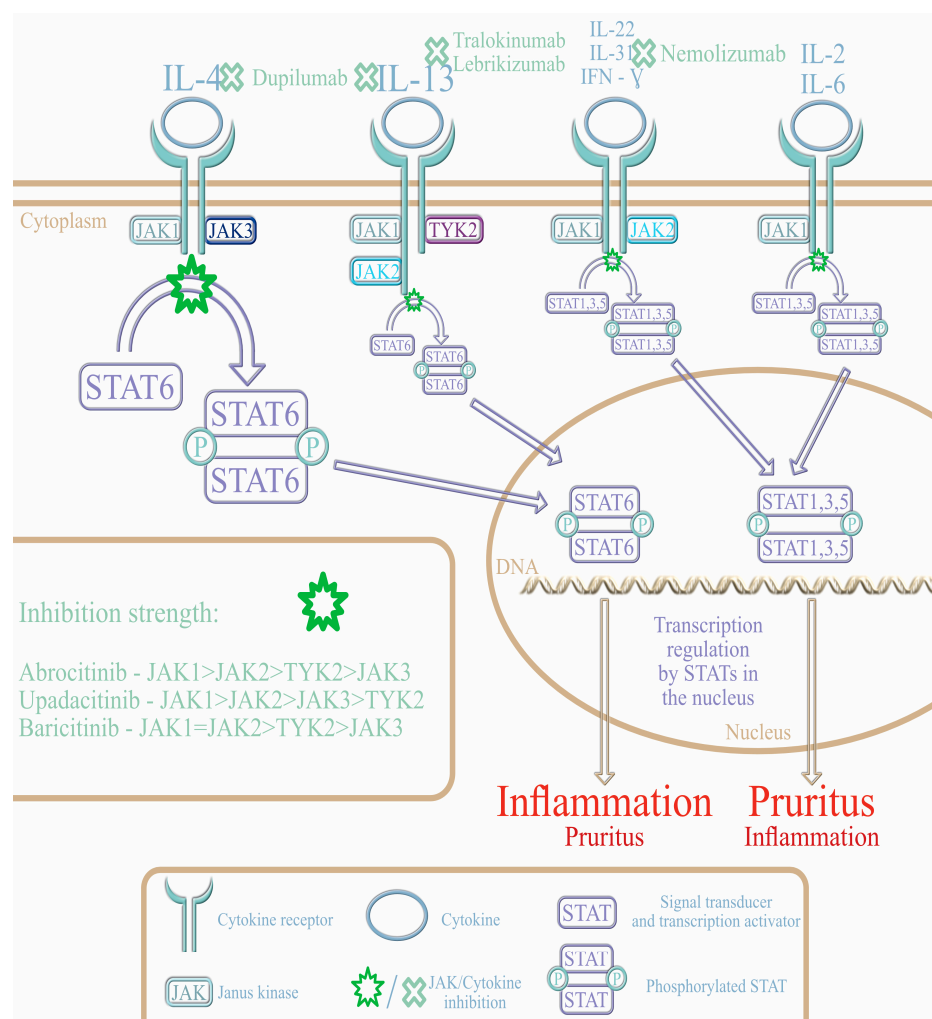 IL-4
Dupilumab
IL-13
Tralokinumab
Lebrikizumab
IL-22
IL-31
IFN - Ɣ
Nemolizumab
IL-2
IL-6
Cytoplasm
JAK1
JAK3
JAK1
TYK2
JAK2
JAK1
JAK2
JAK1
STAT6
STAT6
P
P
STAT6
STAT6
STAT6
P
P
STAT6
STAT1,3,5
STAT1,3,5
P
P
STAT1,3,5
STAT1,3,5
STAT1,3,5
P
P
STAT1,3,5
STAT6
P
P
STAT6
STAT1,3,5
P
P
STAT1,3,5
DNA
Transcription
regulation
by STATs in
the nucleus
Nucleus
Inhibition strength:
Abrocitinib - JAK1>JAK2>TYK2>JAK3
Upadacitinib - JAK1>JAK2>JAK3>TYK2
Baricitinib - JAK1=JAK2>TYK2>JAK3
Inflammation
Pruritus
Pruritus
Inflammation
Cytokine receptor
Cytokine
STAT
Signal transducer
and transcription activator
JAK
Janus kinase
/
JAK/Cytokine
inhibition
STAT
P
P
STAT
Phosphorylated STAT